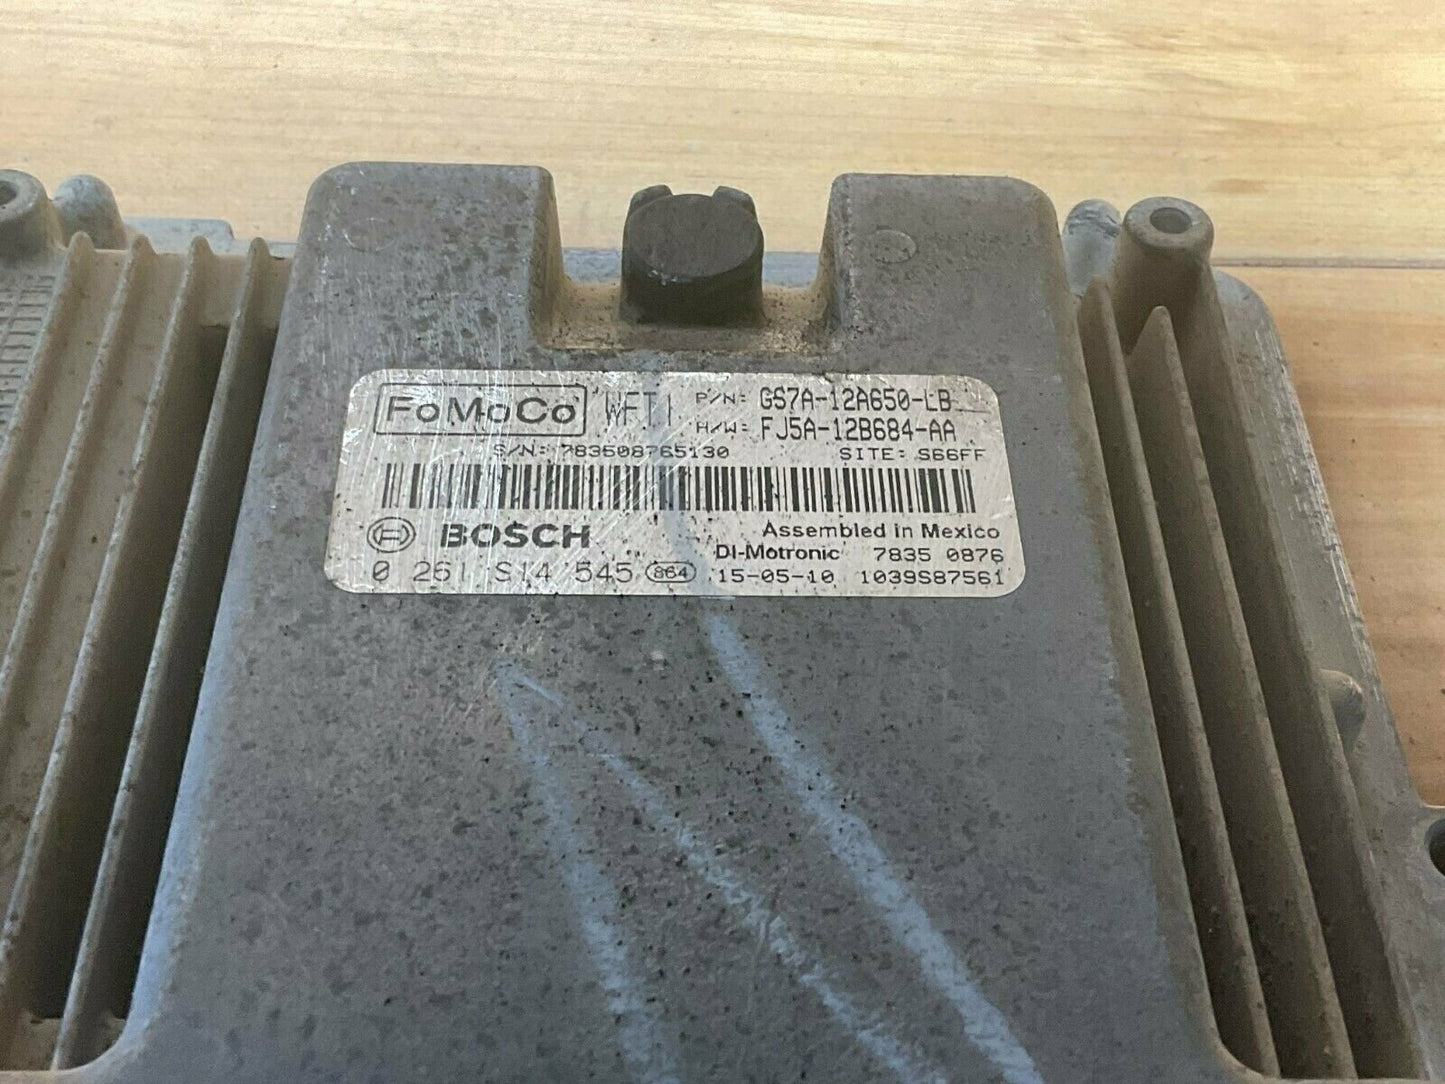 FoMoCo WFT1 P/N: GS7A-12A650-LB
H/W: FJ5A-12B684-AA
S/N: 783508765130 SITE: S66FF
BOSCH Assembled in Mexico
DI-Motronic 7835 0876
0 261 S14 545 864 15-05-10 1039S87561